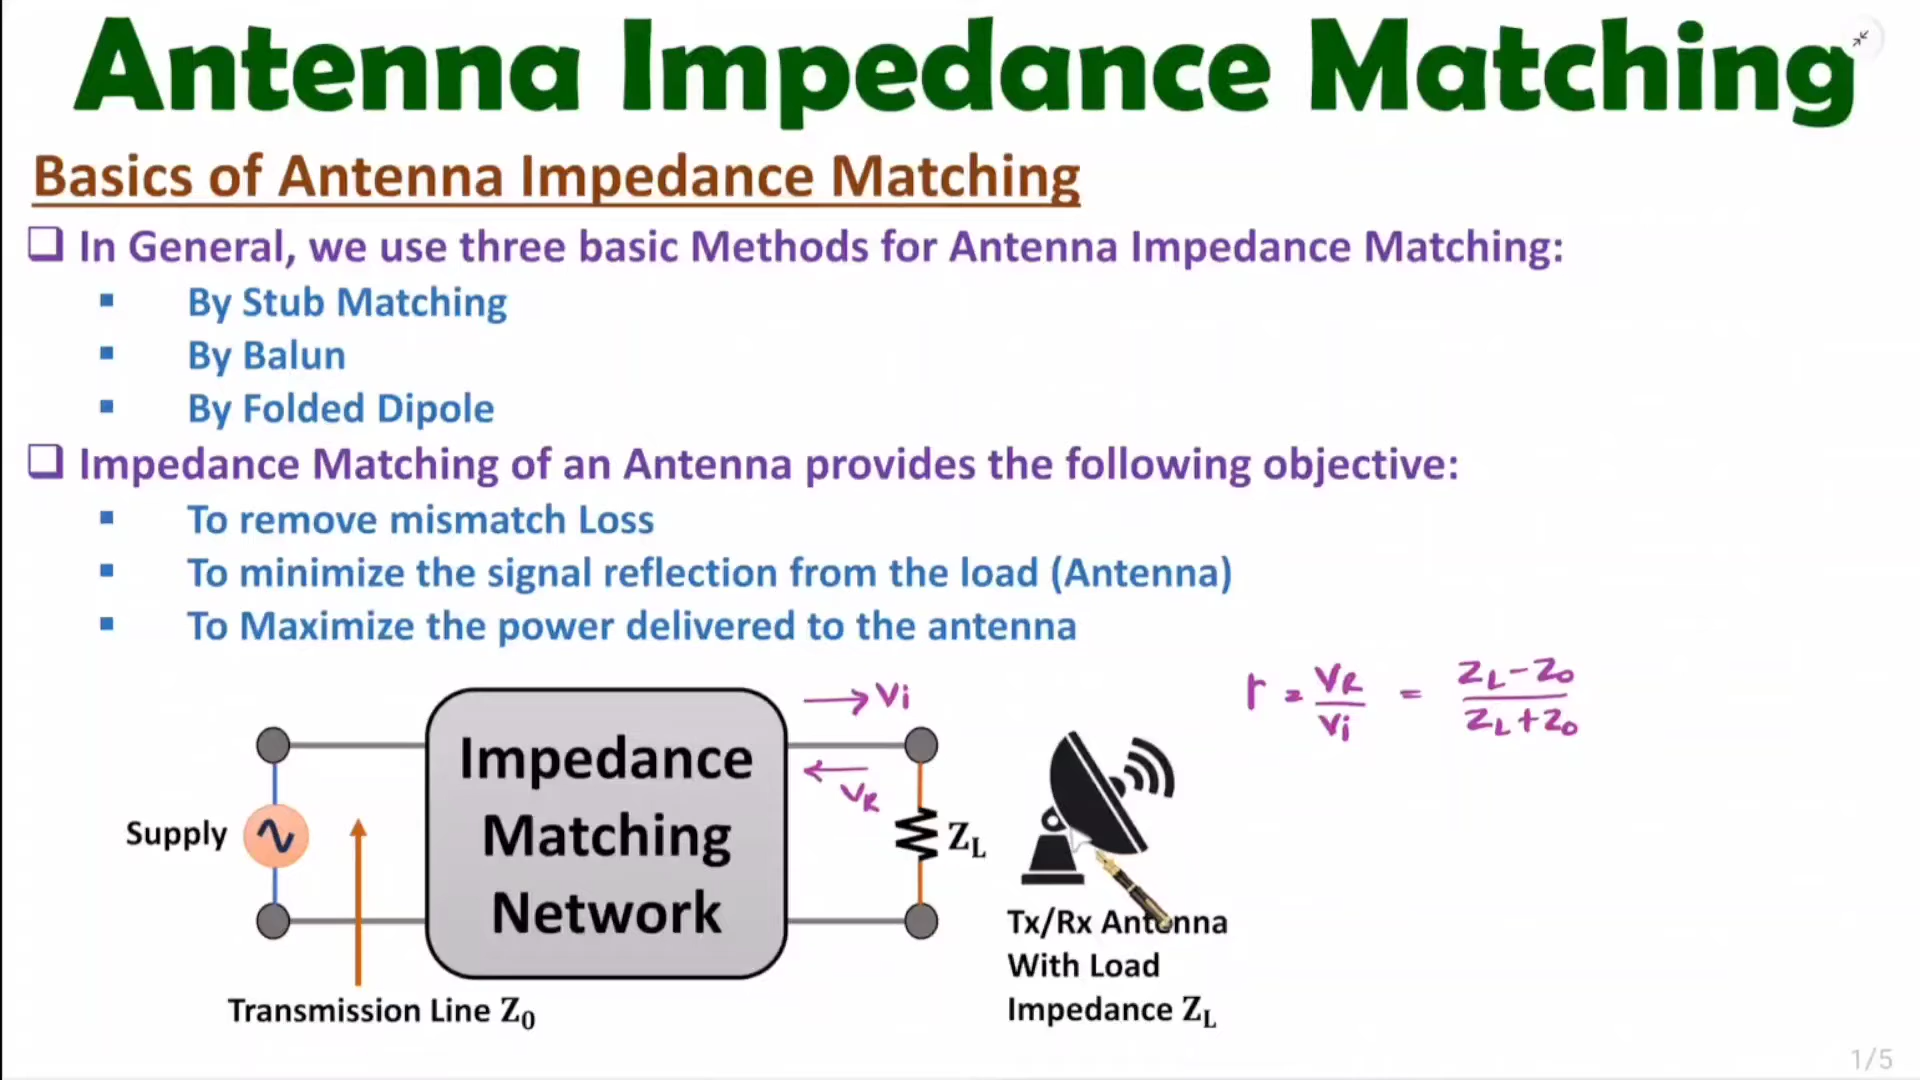 Antenna Impedance Matching
Basics of Antenna Impedance Matching
In General, we use three basic Methods for Antenna Impedance Matching:
By Stub Matching
By Balun
By Folded Dipole
Impedance Matching of an Antenna provides the following objective:
To remove mismatch Loss
To minimize the signal reflection from the load (Antenna)
To Maximize the power delivered to the antenna
Γ = VR/Vi = ZL-Z0/ZL+Z0
Vi
VR
Impedance
Matching
Network
Supply
ZL
Transmission Line Z0
Tx/Rx Antenna
With Load
Impedance ZL
1/5